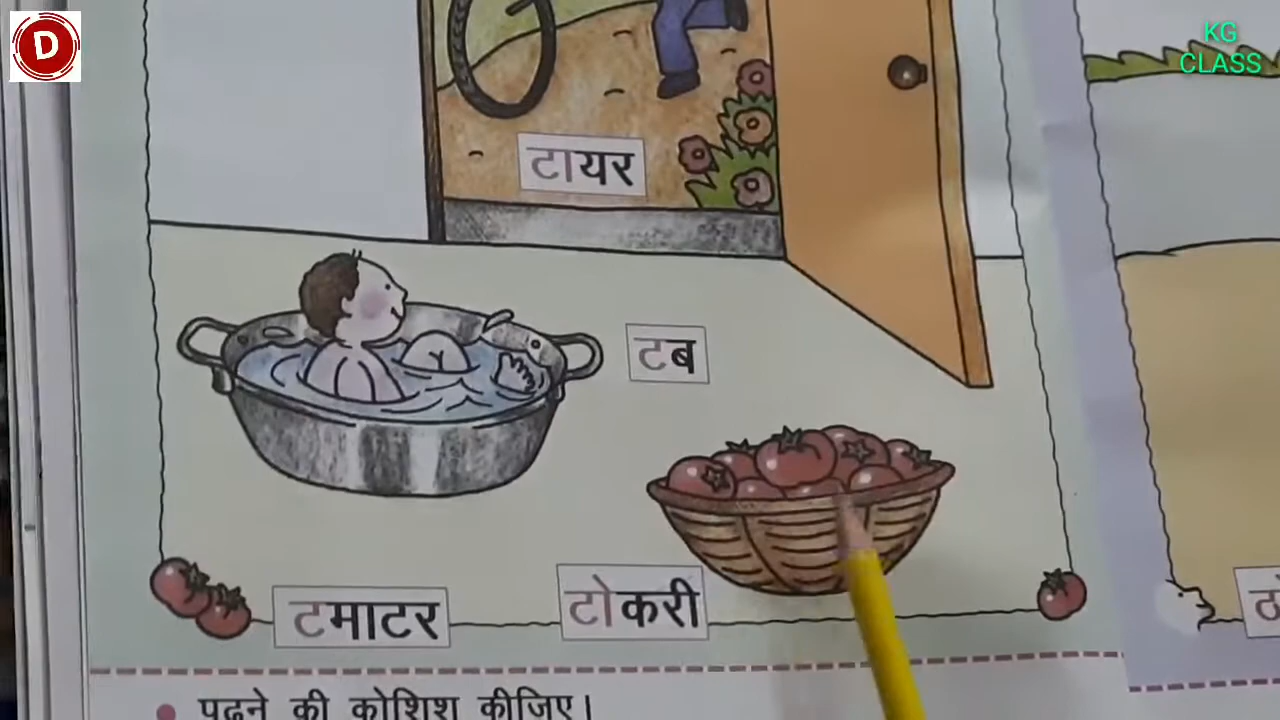 D
KG
CLASS
टायर
टब
टमाटर
टोकरी
पढ़ने की कोशिश कीजिए।